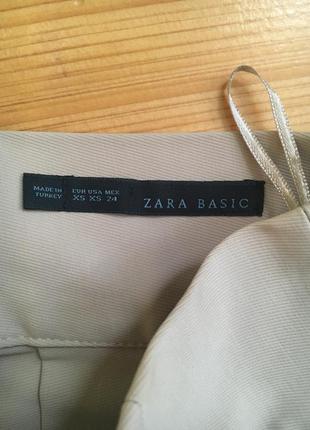 MADE IN
TURKEY
EUR USA MEX
XS XS 24
ZARA BASIC